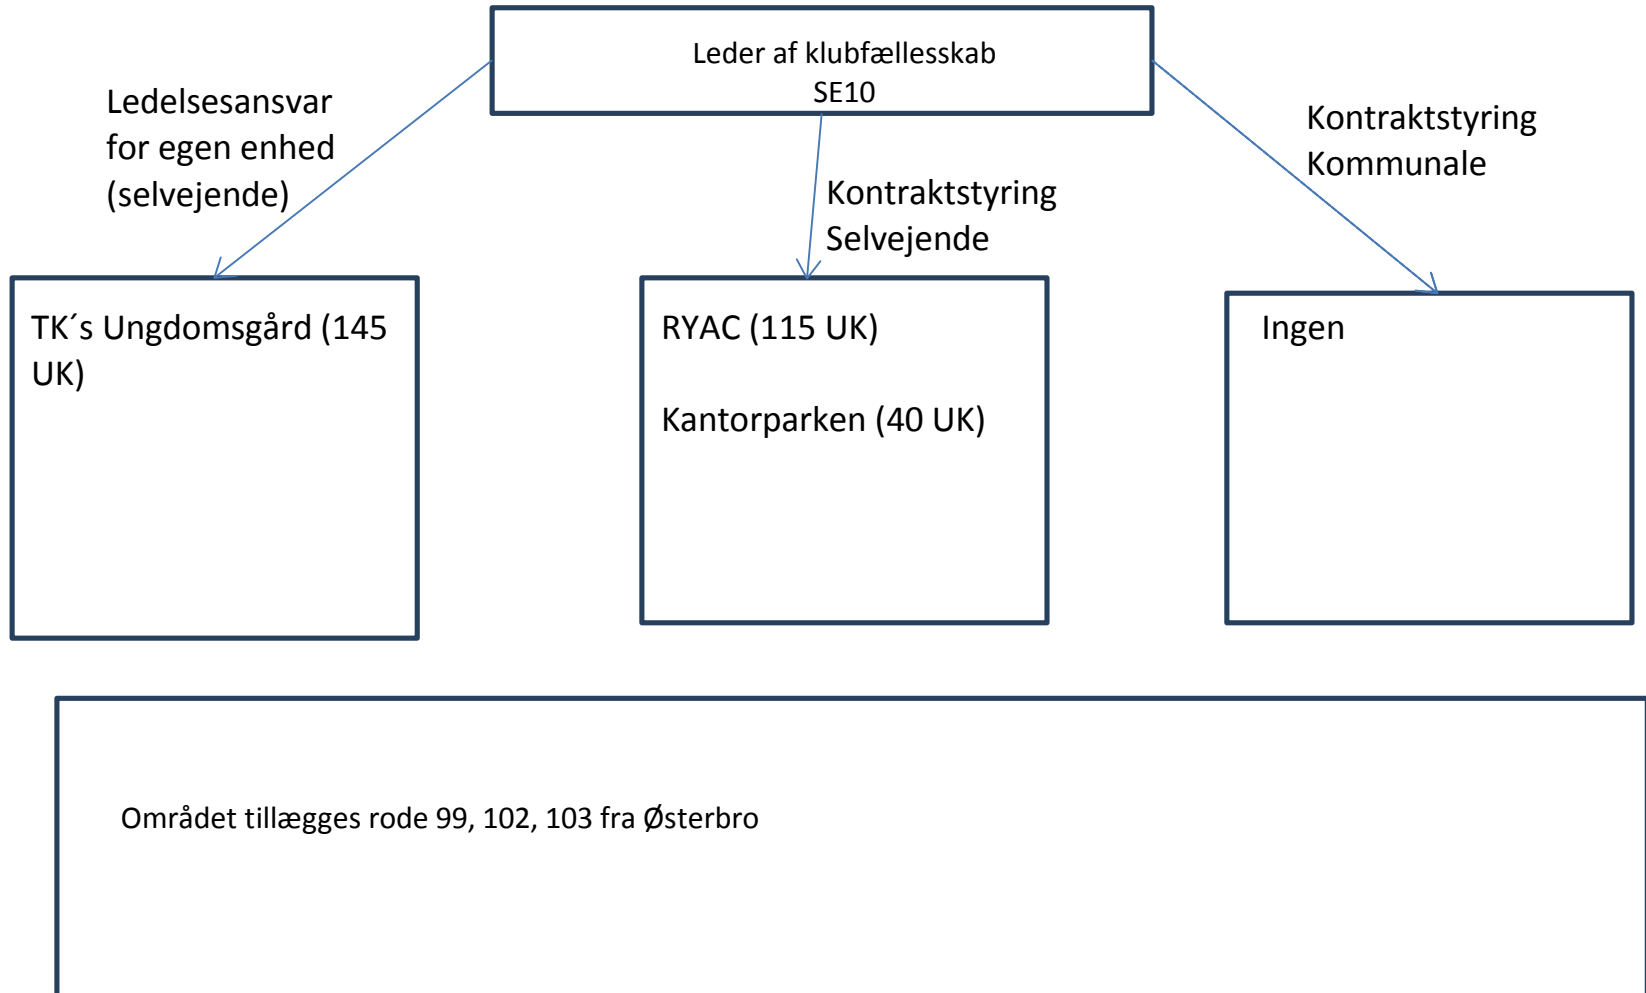 Leder af klubfællesskab
SE10
Ledelsesansvar
for egen enhed
(selvejende)
Kontraktstyring
Selvejende
Kontraktstyring
Kommunale
TK´s Ungdomsgård (145
UK)
RYAC (115 UK)
Kantorparken (40 UK)
Ingen
Området tillægges rode 99, 102, 103 fra Østerbro